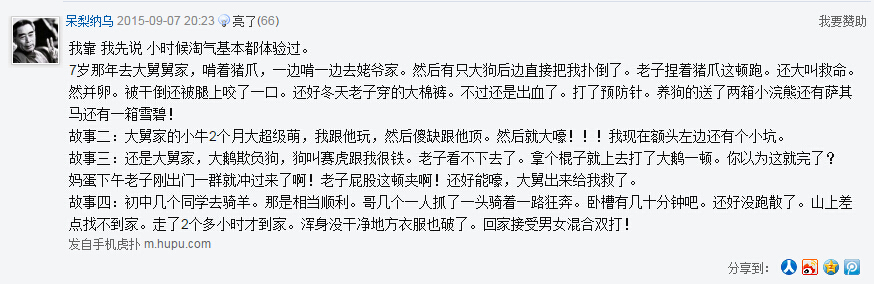 呆梨纳乌 2015-09-07 20:23 亮了(66) 我要赞助
我靠 我先说 小时候淘气基本都体验过。
7岁那年去大舅舅家，啃着猪爪，一边啃一边去姥爷家。然后有只大狗后边直接把我扑倒了。老子捏着猪爪这顿跑。还大叫救命。
然并卵。被干倒还被腿上咬了一口。还好冬天老子穿的大棉裤。不过还是出血了。打了预防针。养狗的送了两箱小浣熊还有萨其
马还有一箱雪碧！
故事二：大舅家的小牛2个月大超级萌，我跟他玩，然后傻缺跟他顶。然后就大嚎！！！我现在额头左边还有个小坑。
故事三：还是大舅家，大鹅欺负狗，狗叫赛虎跟我很铁。老子看不下去了。拿个棍子就上去打了大鹅一顿。你以为这就完了？
妈蛋下午老子刚出门一群就冲过来了啊！老子屁股这顿夹啊！还好能嚎，大舅出来给我救了。
故事四：初中几个同学去骑羊。那是相当顺利。哥几个一人抓了一头骑着一路狂奔。卧槽有几十分钟吧。还好没跑散了。山上差
点找不到家。走了2个多小时才到家。浑身没干净地方衣服也破了。回家接受男女混合双打！
发自手机虎扑 m.hupu.com
分享到：